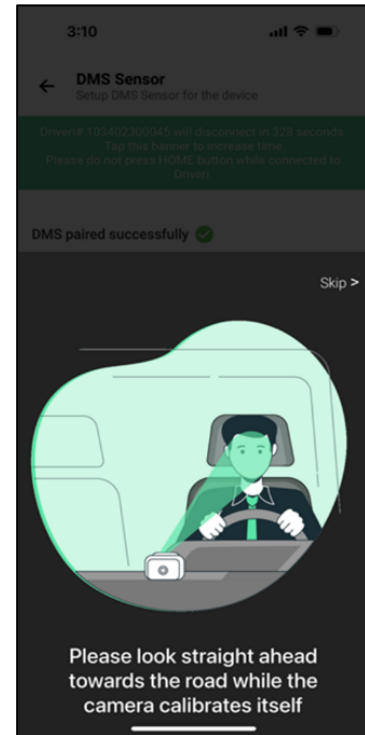 3:10
DMS Sensor
Setup DMS Sensor for the device
Driveri# 103402300045 will disconnect in 328 seconds
Tap this banner to increase time
Please do not press HOME button while connected to
Driveri
DMS paired successfully
Skip >
Please look straight ahead
towards the road while the
camera calibrates itself